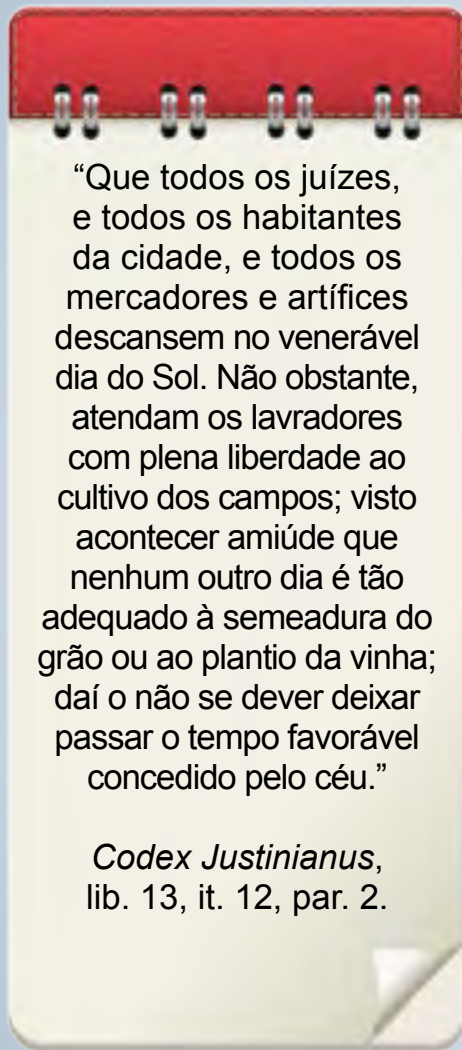 “Que todos os juízes,
e todos os habitantes
da cidade, e todos os
mercadores e artífices
descansem no venerável
dia do Sol. Não obstante,
atendam os lavradores
com plena liberdade ao
cultivo dos campos; visto
acontecer amiúde que
nenhum outro dia é tão
adequado à semeadura do
grão ou ao plantio da vinha;
daí o não se dever deixar
passar o tempo favorável
concedido pelo céu.”
Codex Justinianus,
lib. 13, it. 12, par. 2.